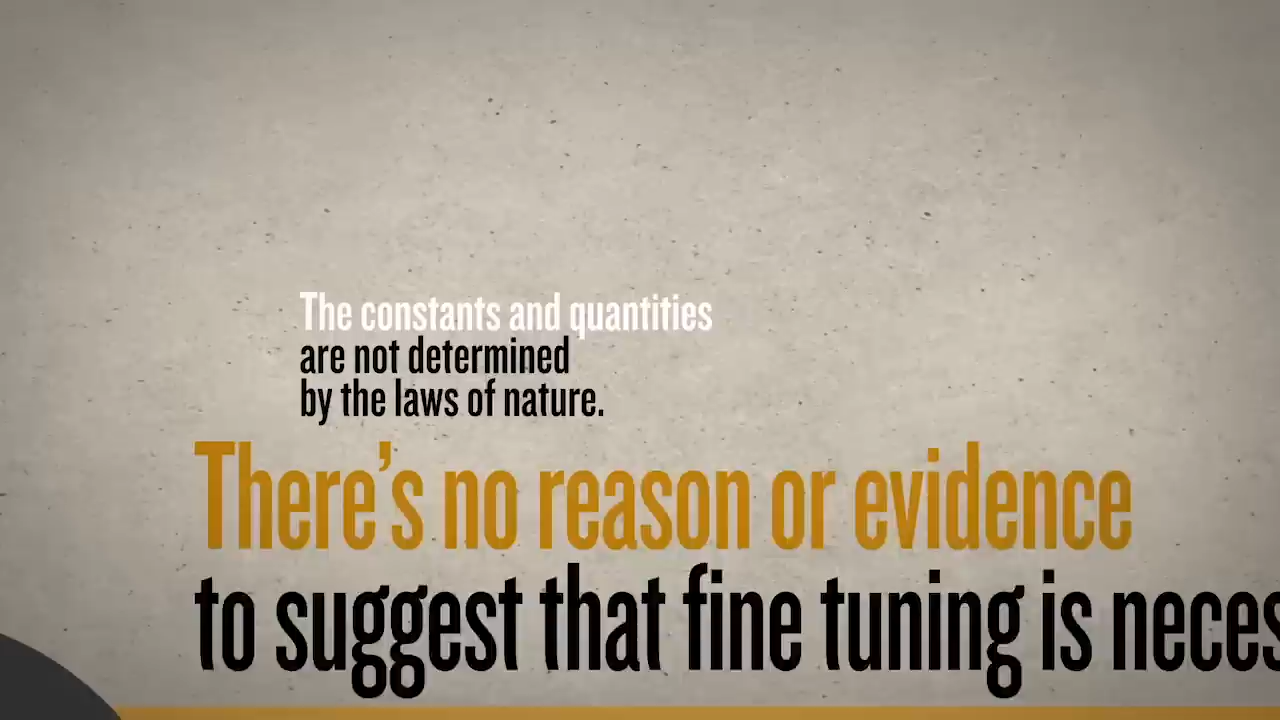 The constants and quantities
are not determined
by the laws of nature.
There's no reason or evidence
to suggest that fine tuning is